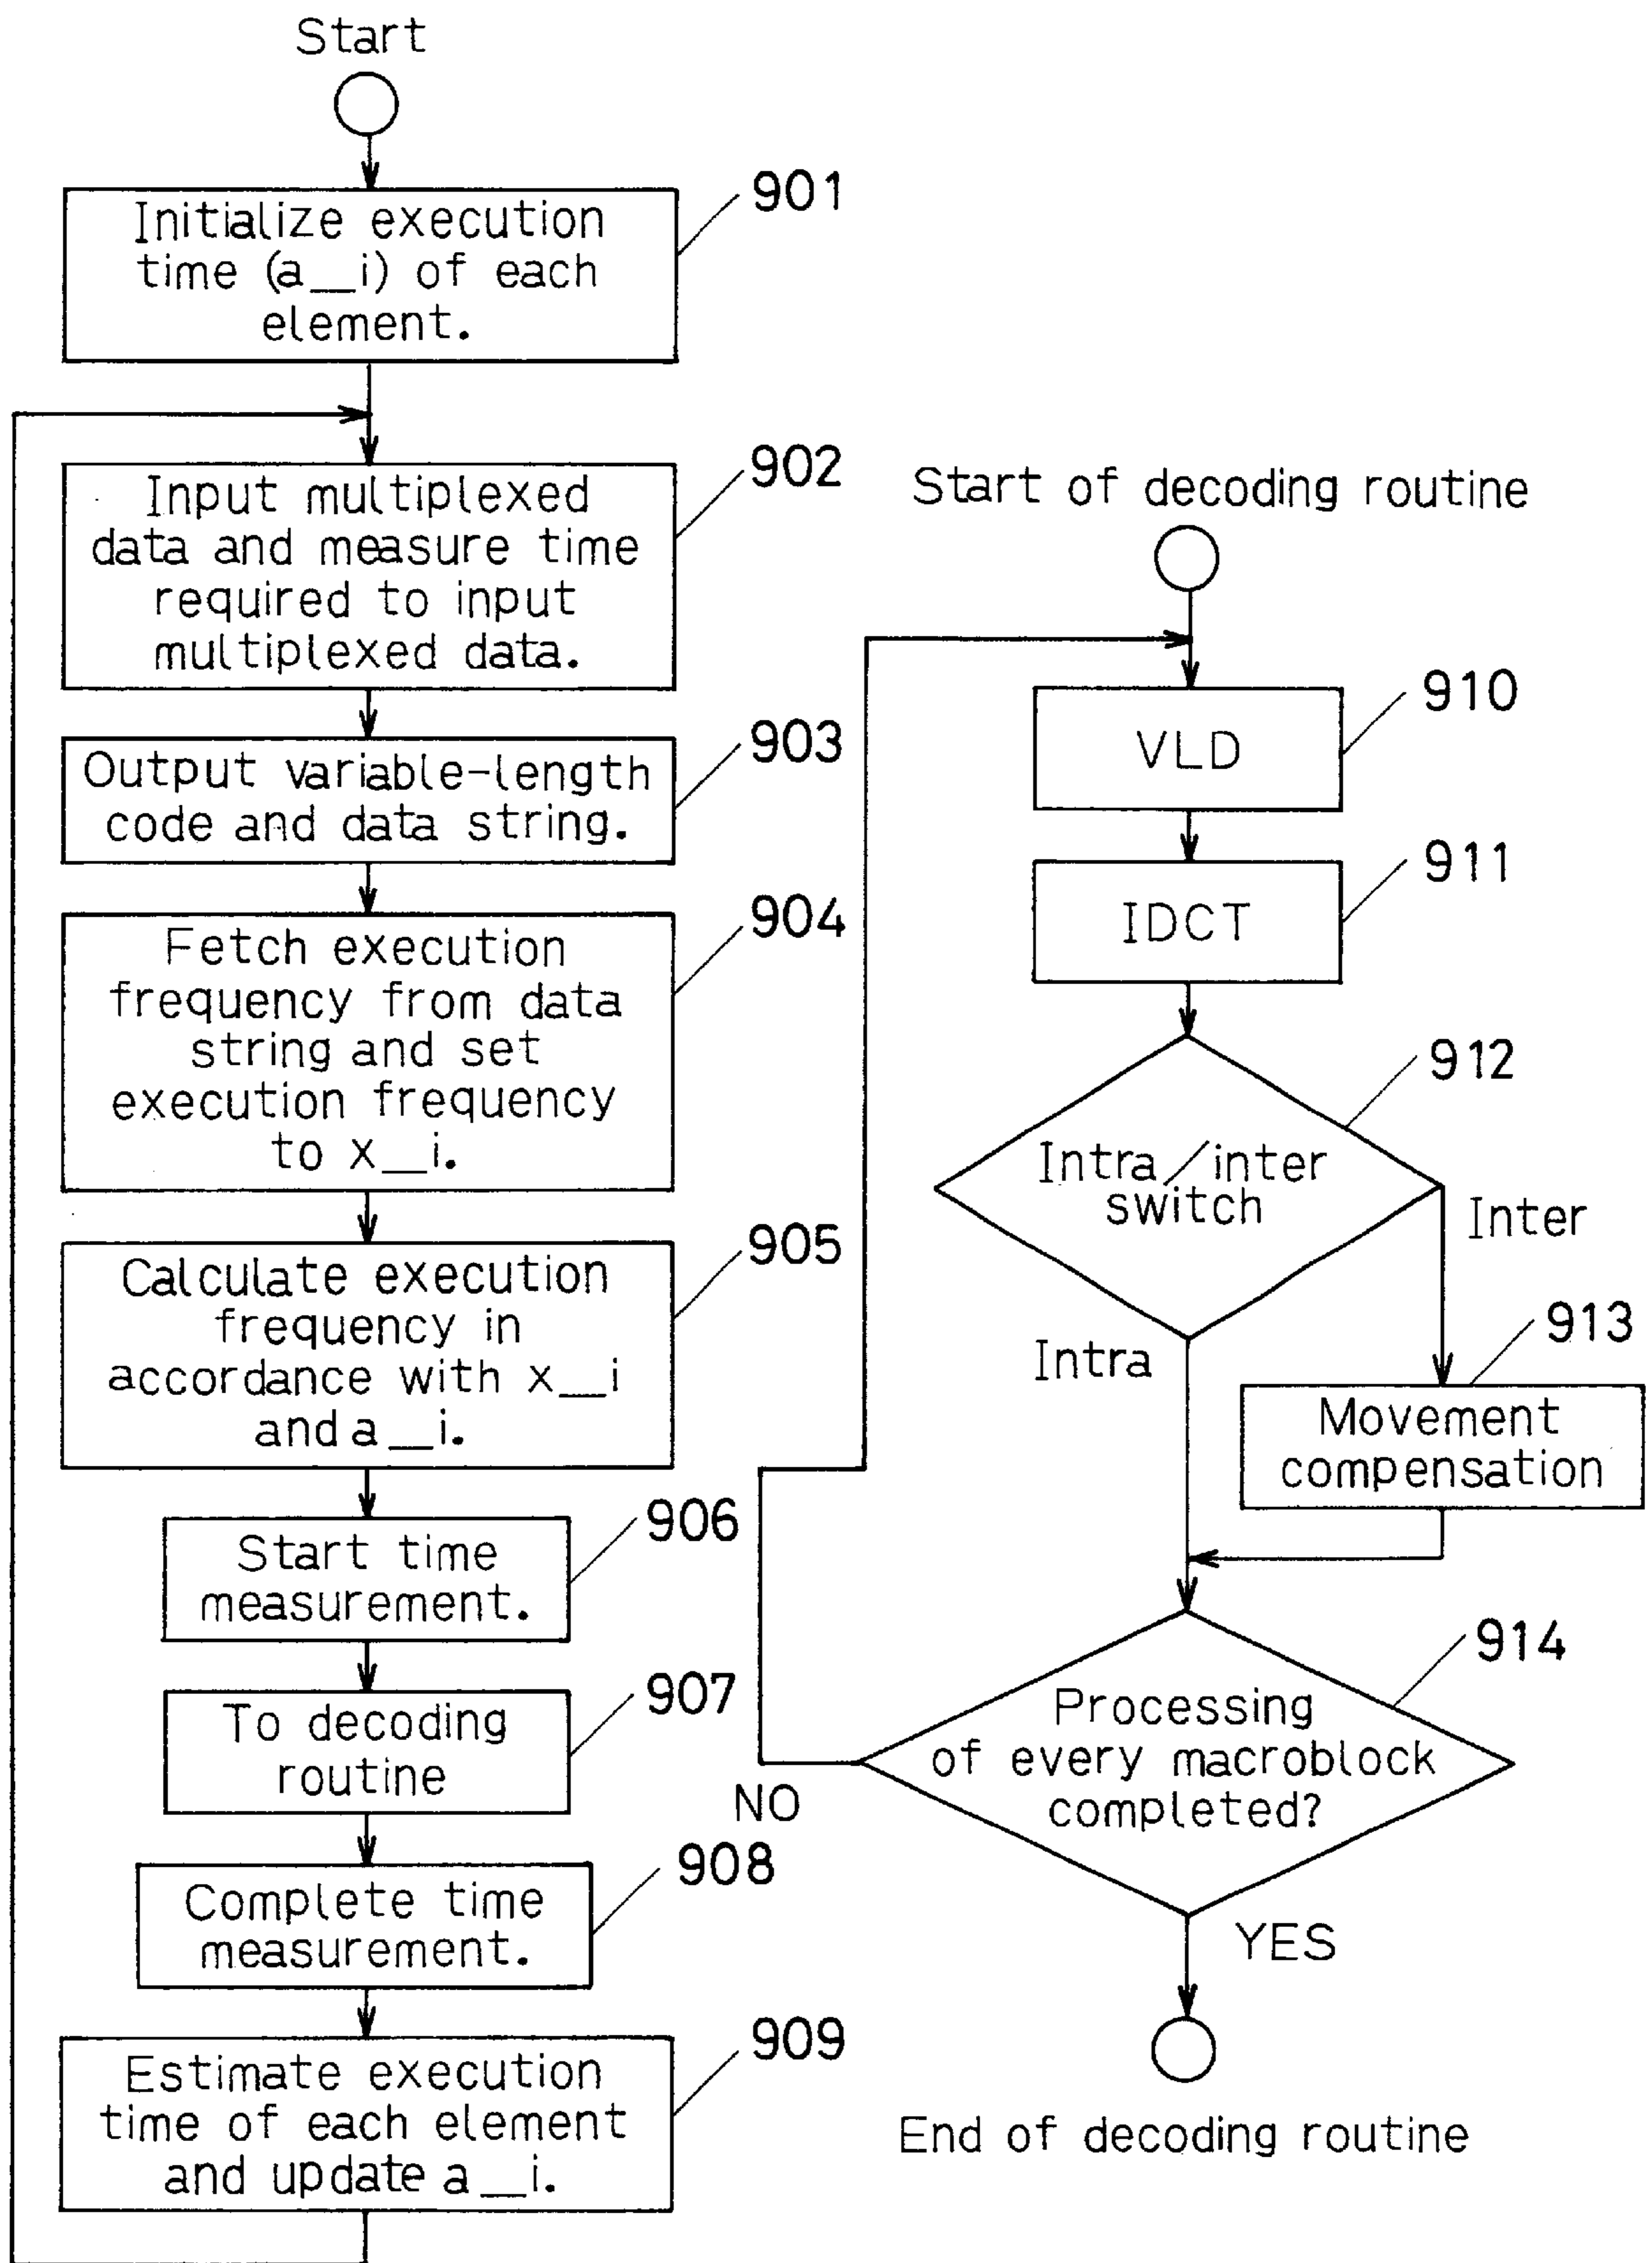 Start
901
Initialize execution
time (a__i) of each
element.
902
Input multiplexed
data and measure time
required to input
multiplexed data.
903
Output variable-length
code and data string.
904
Fetch execution
frequency from data
string and set
execution frequency
to x__i.
905
Calculate execution
frequency in
accordance with x__i
and a__i.
906
Start time
measurement.
907
To decoding
routine
908
Complete time
measurement.
909
Estimate execution
time of each element
and update a__i.
Start of decoding routine
910
VLD
911
IDCT
912
Intra/inter
switch
Inter
Intra
913
Movement
compensation
914
Processing
of every macroblock
completed?
NO
YES
End of decoding routine